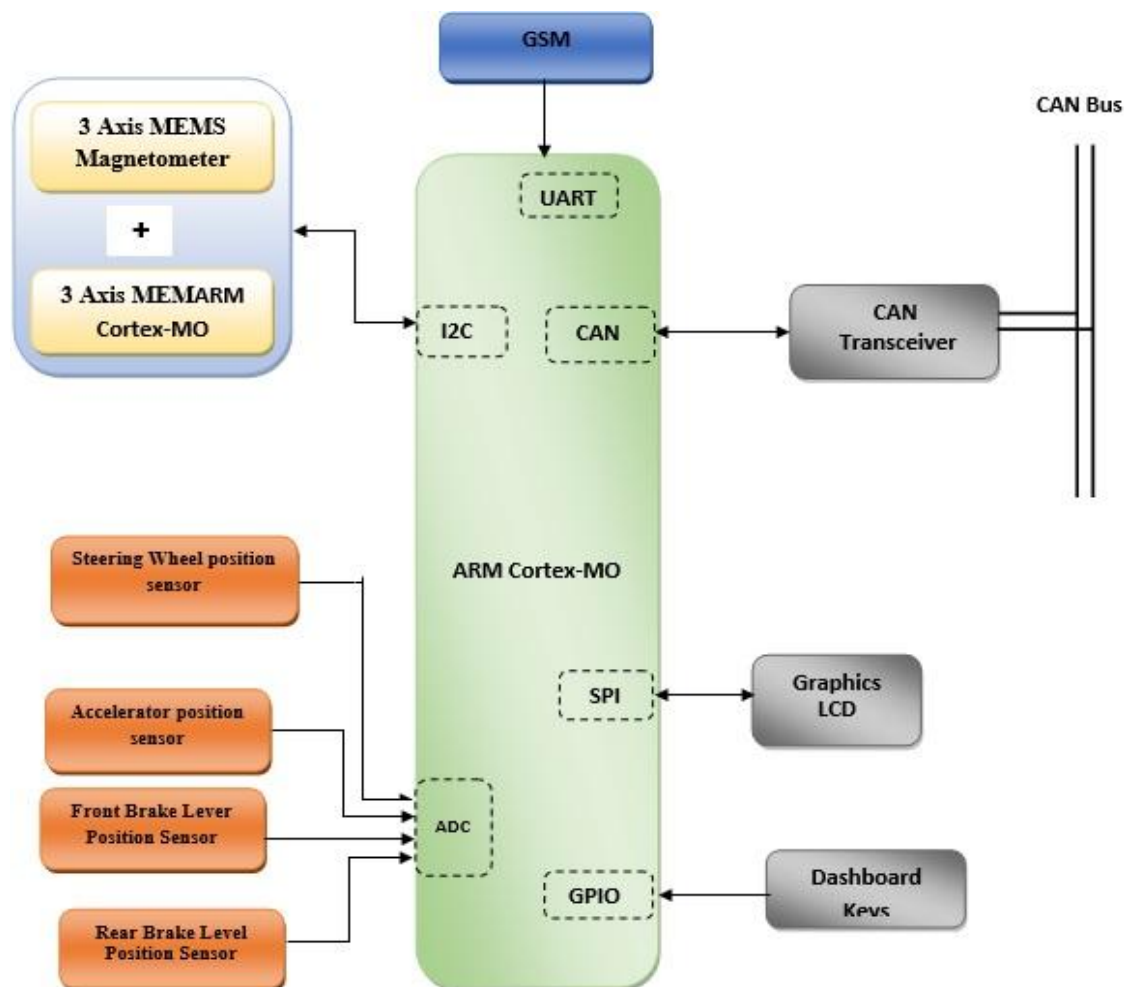 GSM
CAN Bus
3 Axis MEMS
Magnetometer
+
3 Axis MEMARM
Cortex-MO
UART
I2C
CAN
CAN
Transceiver
Steering Wheel position
sensor
ARM Cortex-MO
Accelerator position
sensor
SPI
Graphics
LCD
Front Brake Lever
Position Sensor
ADC
Rear Brake Level
Position Sensor
GPIO
Dashboard
Keys